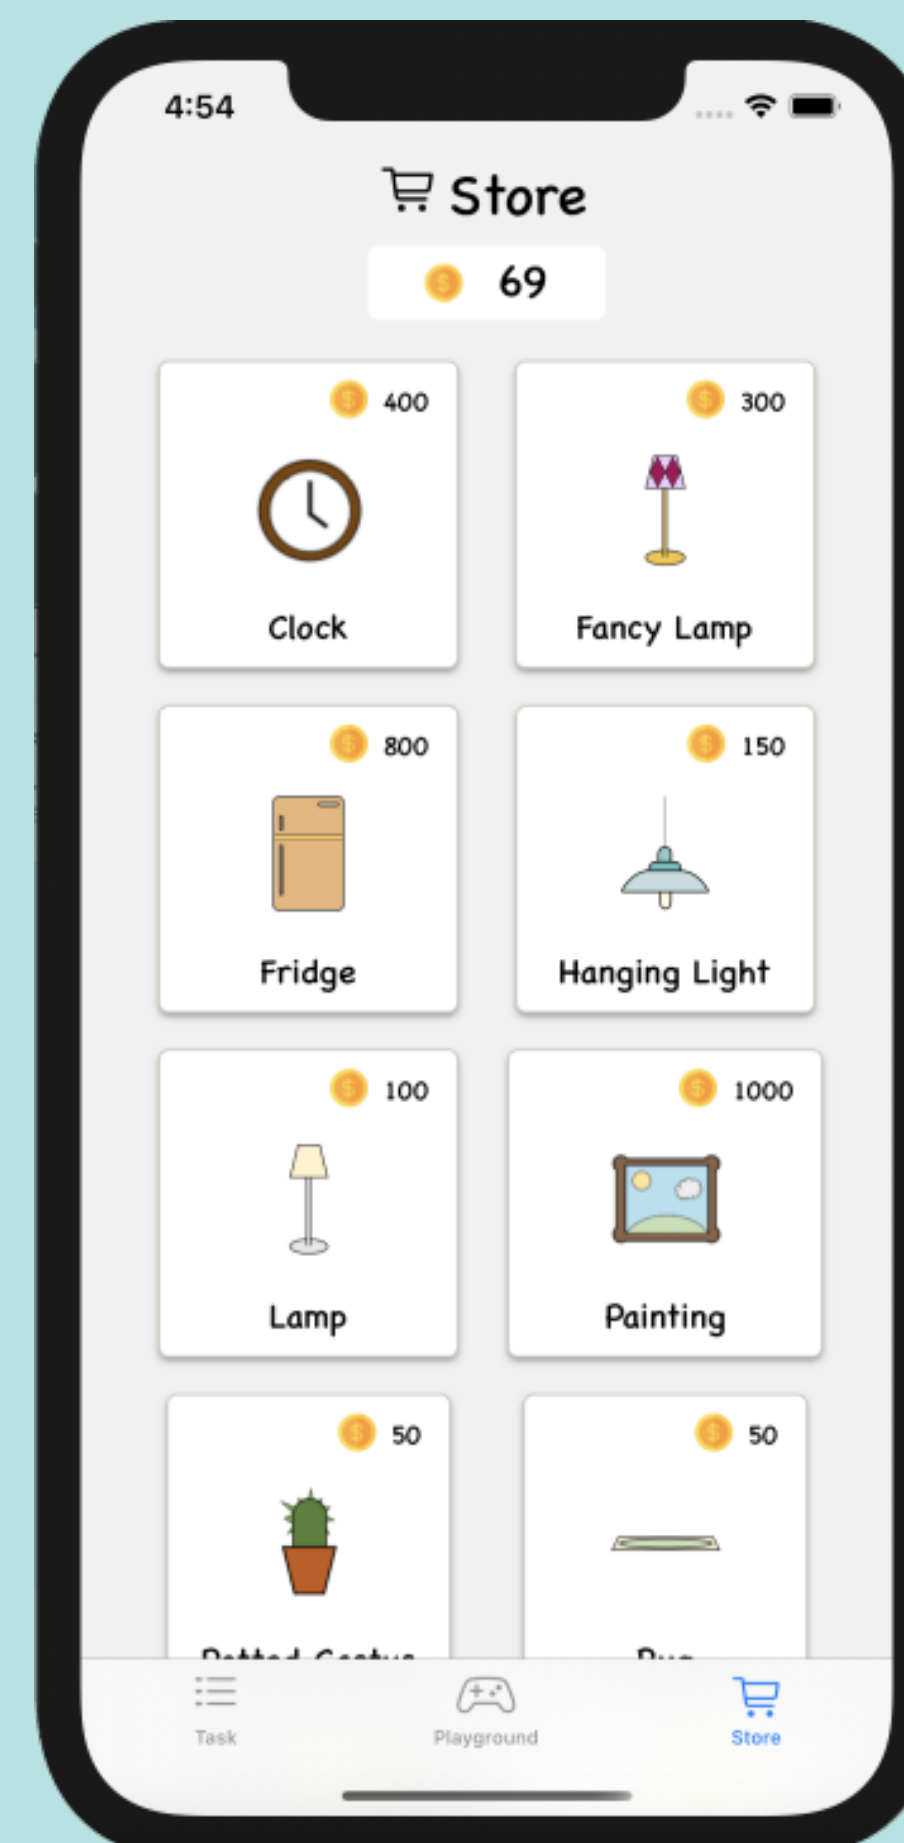 4:54
Store
69
400
Clock
300
Fancy Lamp
800
Fridge
150
Hanging Light
100
Lamp
1000
Painting
50
50
Task
Playground
Store